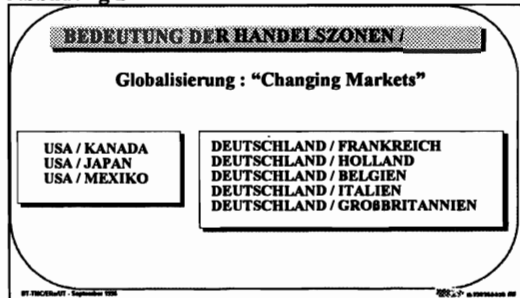 BEDEUTUNG DER HANDELSZONEN /
Globalisierung : “Changing Markets”
USA / KANADA
USA / JAPAN
USA / MEXIKO
DEUTSCHLAND / FRANKREICH
DEUTSCHLAND / HOLLAND
DEUTSCHLAND / BELGIEN
DEUTSCHLAND / ITALIEN
DEUTSCHLAND / GROßBRITANNIEN
September